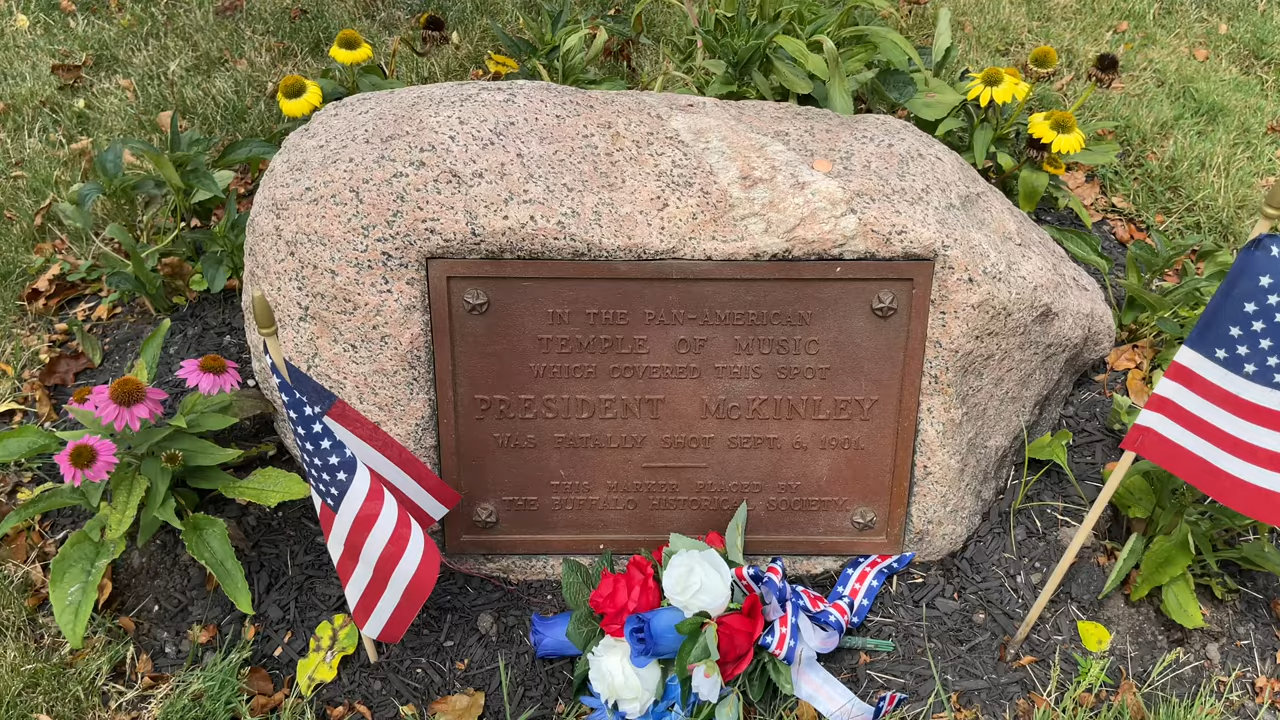 IN THE PAN-AMERICAN
TEMPLE OF MUSIC
WHICH COVERED THIS SPOT
PRESIDENT McKINLEY
WAS FATALLY SHOT SEPT. 6, 1901.
THIS MARKER PLACED BY
THE BUFFALO HISTORICAL SOCIETY.